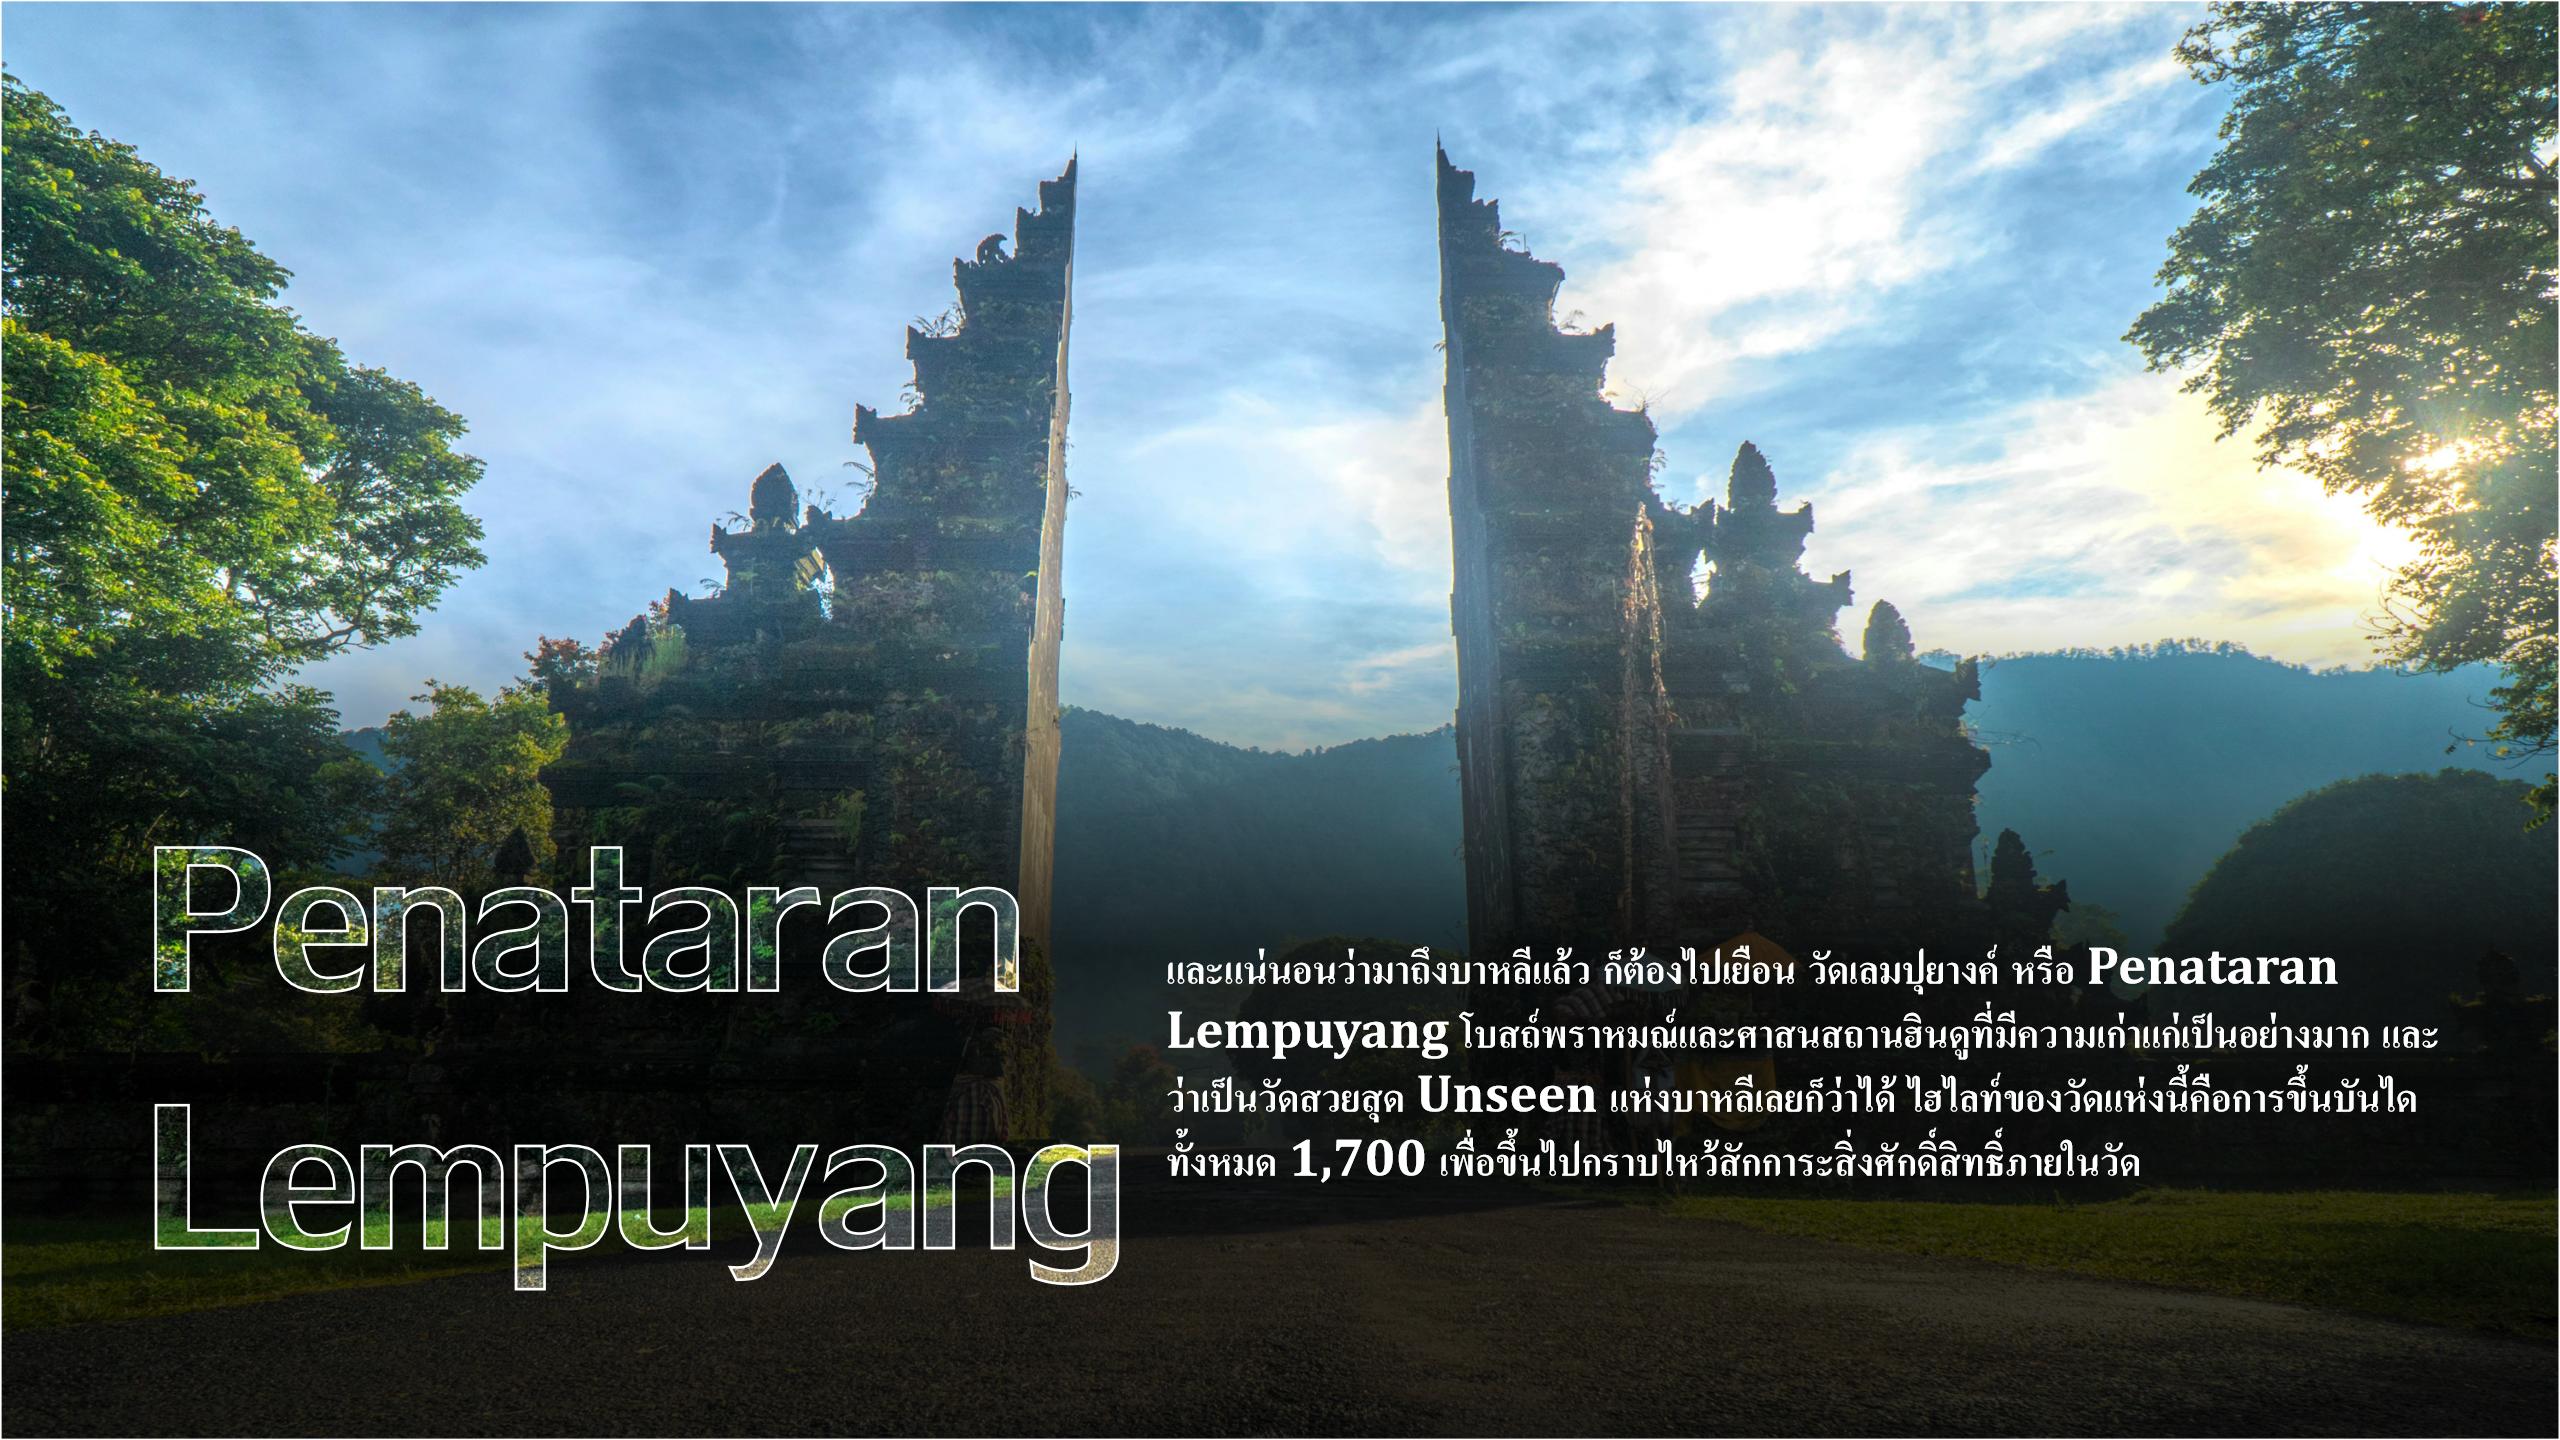 Penataran
Lempuyang
และแน่นอนว่ามาถึงบาหลีแล้ว ก็ต้องไปเยือน วัดเลมปุยางค์ หรือ Penataran
Lempuyang โบสถ์พราหมณ์และศาสนสถานฮินดูที่มีความเก่าแก่เป็นอย่างมาก และ
ว่าเป็นวัดสวยสุด Unseen แห่งบาหลีเลยก็ว่าได้ ไฮไลท์ของวัดแห่งนี้คือการขึ้นบันได
ทั้งหมด 1,700 เพื่อขึ้นไปกราบไหว้สักการะสิ่งศักดิ์สิทธิ์ภายในวัด